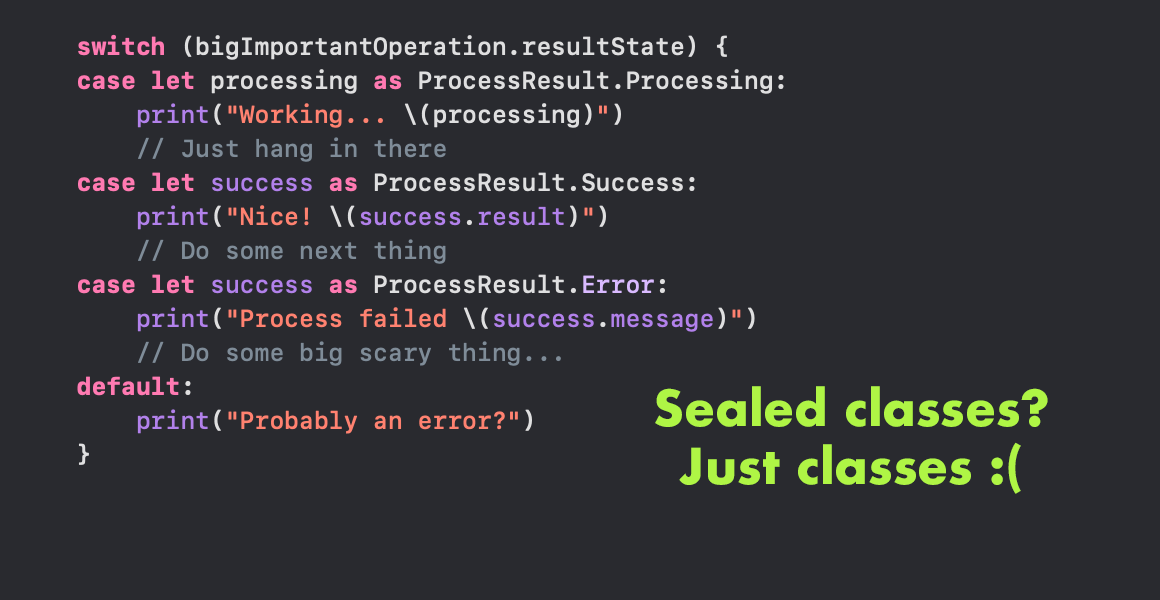 switch (bigImportantOperation.resultState) {
case let processing as ProcessResult.Processing:
    print("Working... \(processing)")
    // Just hang in there
case let success as ProcessResult.Success:
    print("Nice! \(success.result)")
    // Do some next thing
case let success as ProcessResult.Error:
    print("Process failed \(success.message)")
    // Do some big scary thing...
default:
    print("Probably an error?")
}
Sealed classes?
Just classes :(